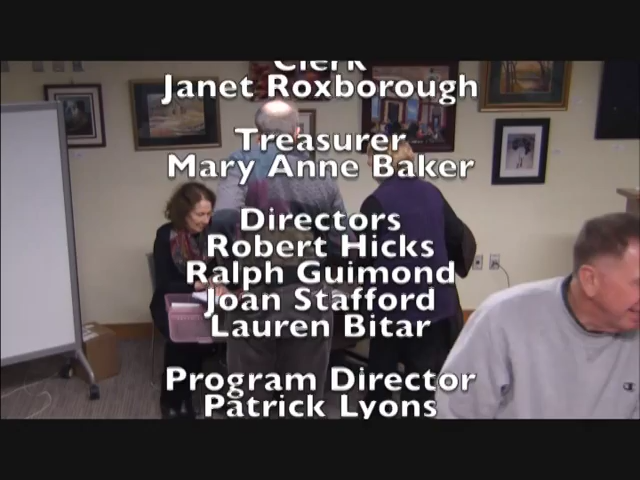 Clerk
Janet Roxborough
Treasurer
Mary Anne Baker
Directors
Robert Hicks
Ralph Guimond
Joan Stafford
Lauren Bitar
Program Director
Patrick Lyons